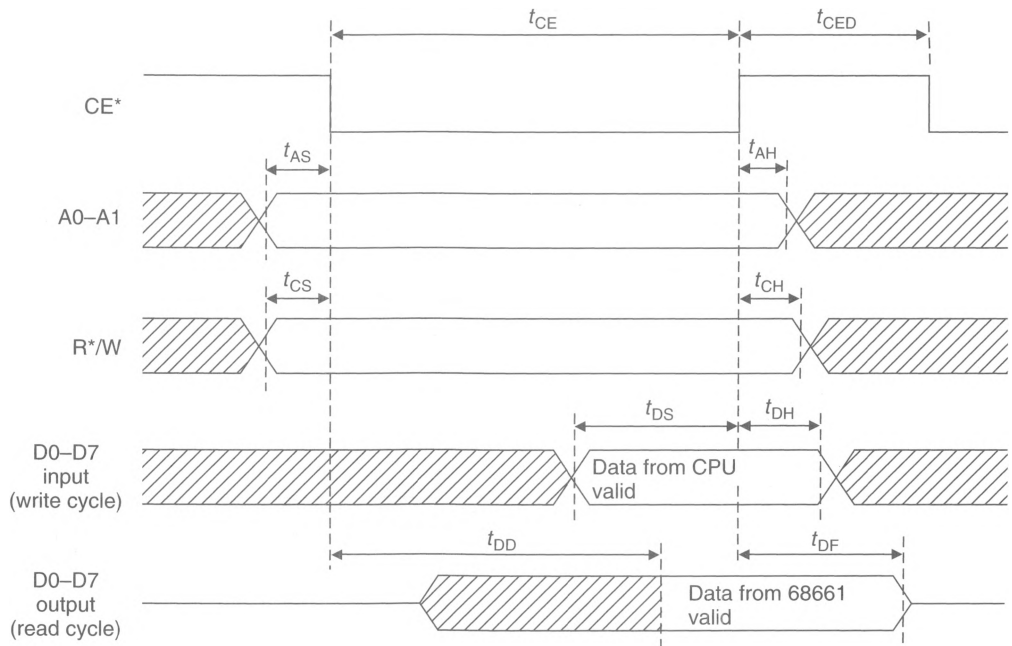 tCE
tCED
CE*
tAS
tAH
A0–A1
tCS
tCH
R*/W
tDS
tDH
D0–D7
input
(write cycle)
Data from CPU
valid
tDD
tDF
D0–D7
output
(read cycle)
Data from 68661
valid